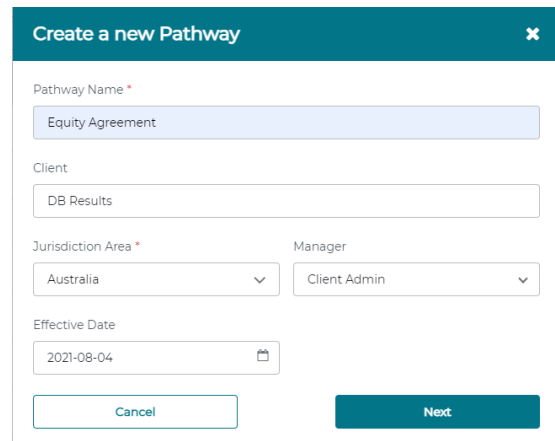 Create a new Pathway
Pathway Name *
Equity Agreement
Client
DB Results
Jurisdiction Area * Manager
Australia Client Admin
Effective Date
2021-08-04
Cancel Next